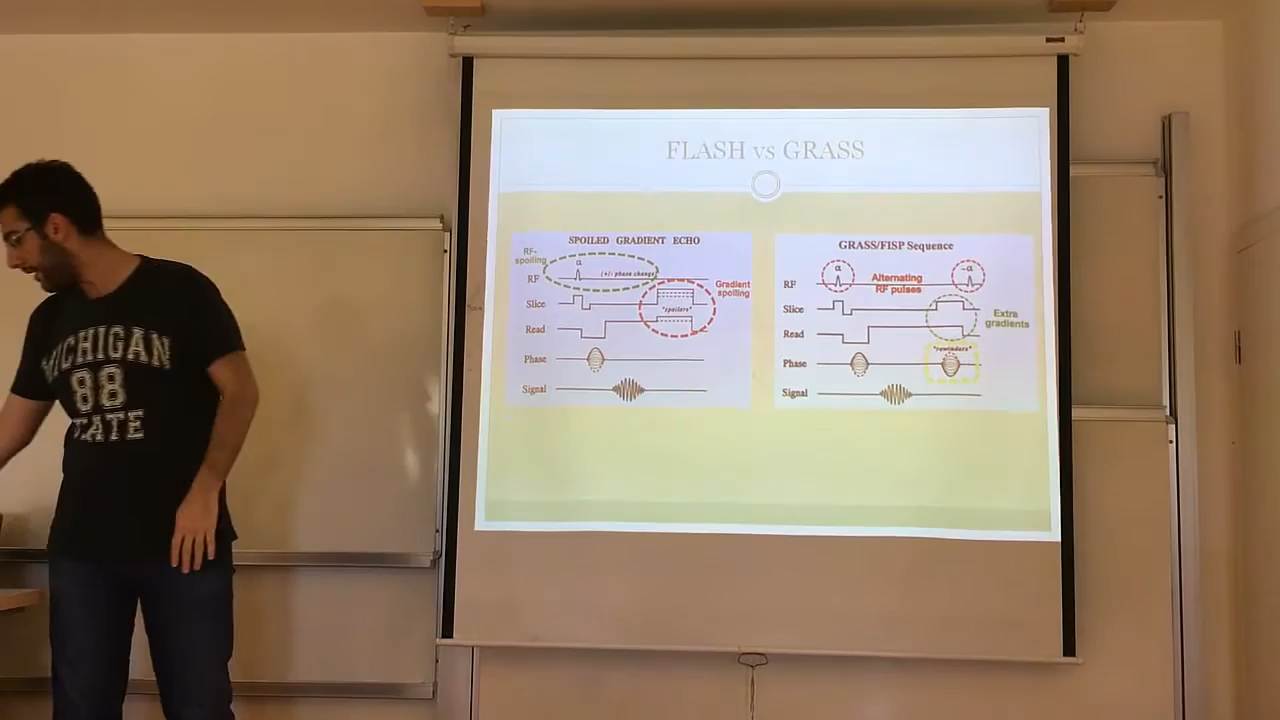 FLASH vs GRASS
SPOILED GRADIENT ECHO
RF-
spoiling
α
RF
(+/- phase change
Slice
Gradient
spoiling
"spoilers"
Read
Phase
Signal
GRASS/FISP Sequence
α
-α
RF
Alternating
RF pulses
Slice
Extra
gradients
Read
"rewinders"
Phase
Signal
MICHIGAN
88
STATE